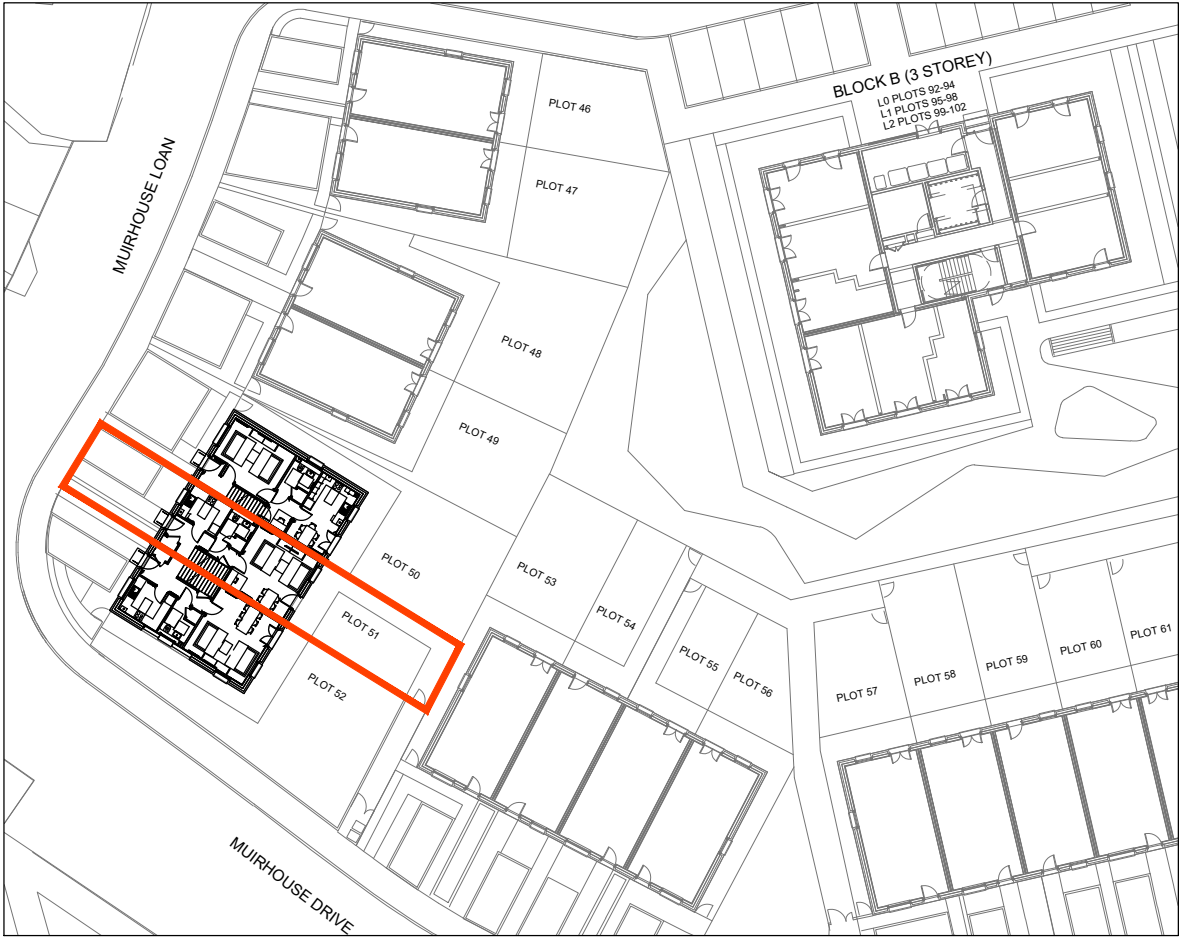 BLOCK B (3 STOREY)
L0 PLOTS 92-94
L1 PLOTS 95-98
L2 PLOTS 99-102
MUIRHOUSE LOAN
PLOT 46
PLOT 47
PLOT 48
PLOT 49
PLOT 50
PLOT 51
PLOT 52
PLOT 53
PLOT 54
PLOT 55
PLOT 56
PLOT 57
PLOT 58
PLOT 59
PLOT 60
PLOT 61
MUIRHOUSE DRIVE